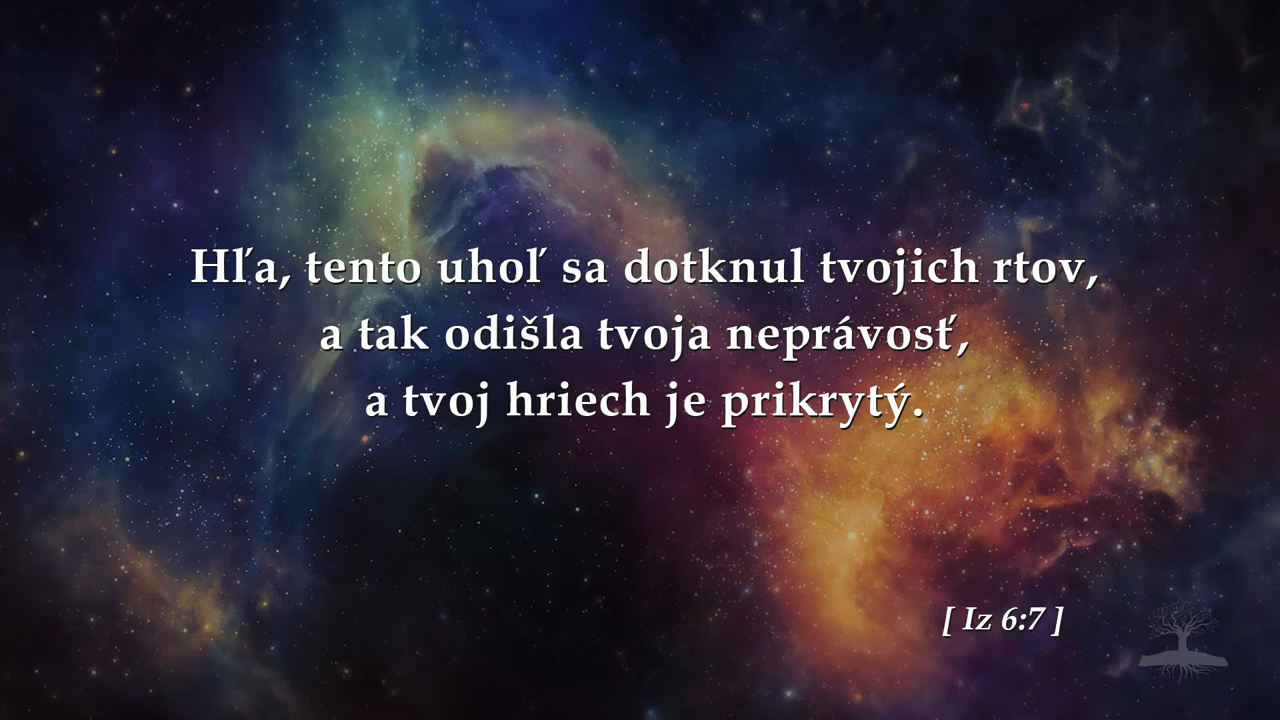 Hľa, tento uhoľ sa dotknul tvojich rtov,
a tak odišla tvoja neprávosť,
a tvoj hriech je prikrytý.
[ Iz 6:7 ]